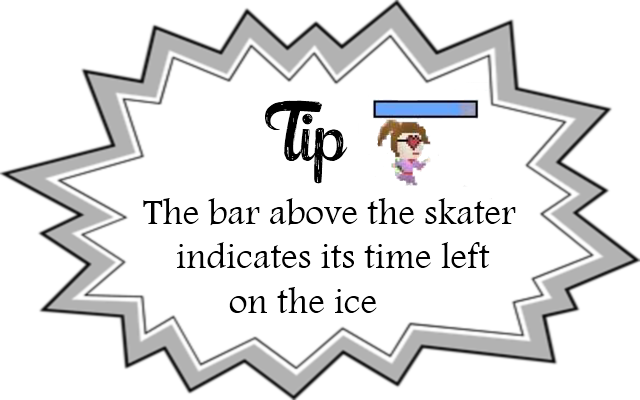 Tip
The bar above the skater
indicates its time left
on the ice